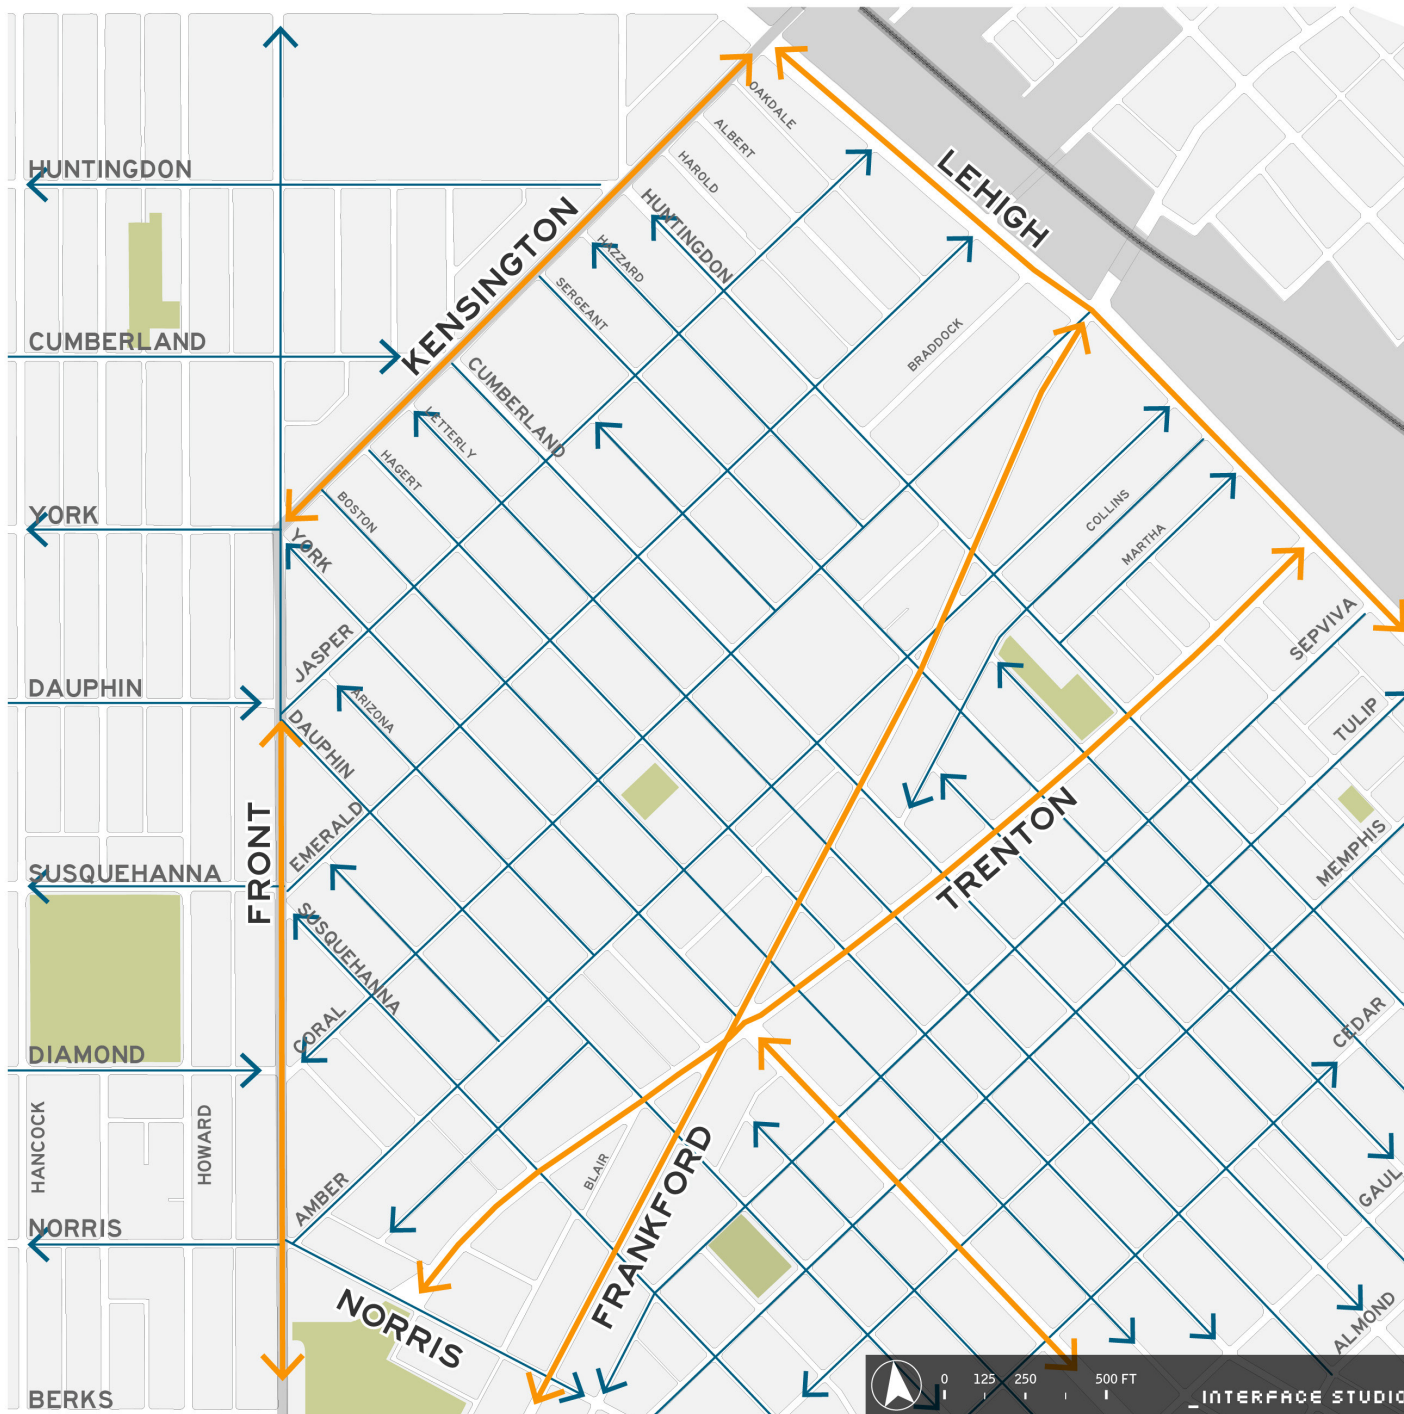 OAKDALE
ALBERT
HAROLD
LEHIGH
HUNTINGDON
HUNTINGDON
KENSINGTON
HAZZARD
SERGEANT
BRADDOCK
CUMBERLAND
CUMBERLAND
LETTERLY
HAGERT
BOSTON
COLLINS
MARTHA
YORK
YORK
SEPVIVA
JASPER
DAUPHIN
ARIZONA
DAUPHIN
TULIP
FRONT
EMERALD
TRENTON
MEMPHIS
SUSQUEHANNA
SUSQUEHANNA
CORAL
CEDAR
DIAMOND
HANCOCK
HOWARD
BLAIR
FRANKFORD
AMBER
GAUL
NORRIS
NORRIS
ALMOND
BERKS
0 125 250 500 FT
_INTERFACE STUDIO